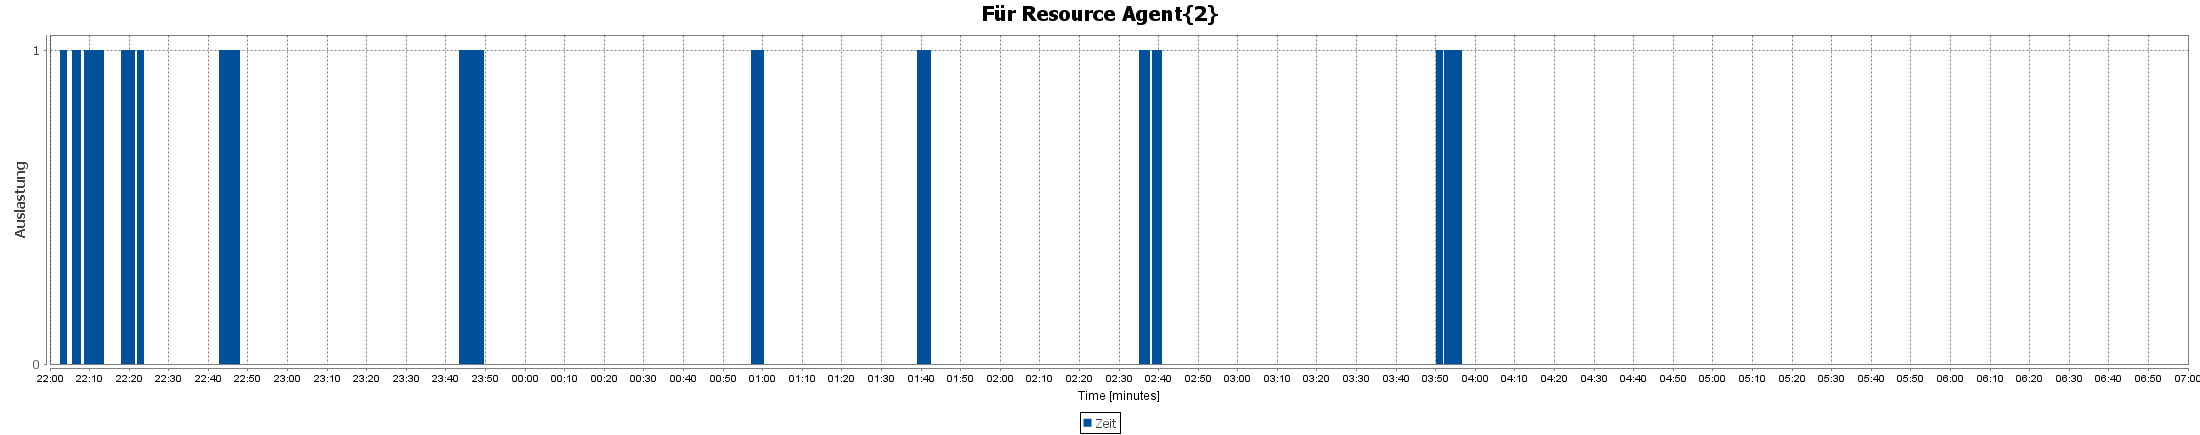 Für Resource Agent{2}
Auslastung
1
0
22:00 22:10 22:20 22:30 22:40 22:50 23:00 23:10 23:20 23:30 23:40 23:50 00:00 00:10 00:20 00:30 00:40 00:50 01:00 01:10 01:20 01:30 01:40 01:50 02:00 02:10 02:20 02:30 02:40 02:50 03:00 03:10 03:20 03:30 03:40 03:50 04:00 04:10 04:20 04:30 04:40 04:50 05:00 05:10 05:20 05:30 05:40 05:50 06:00 06:10 06:20 06:30 06:40 06:50 07:00
Time [minutes]
Zeit